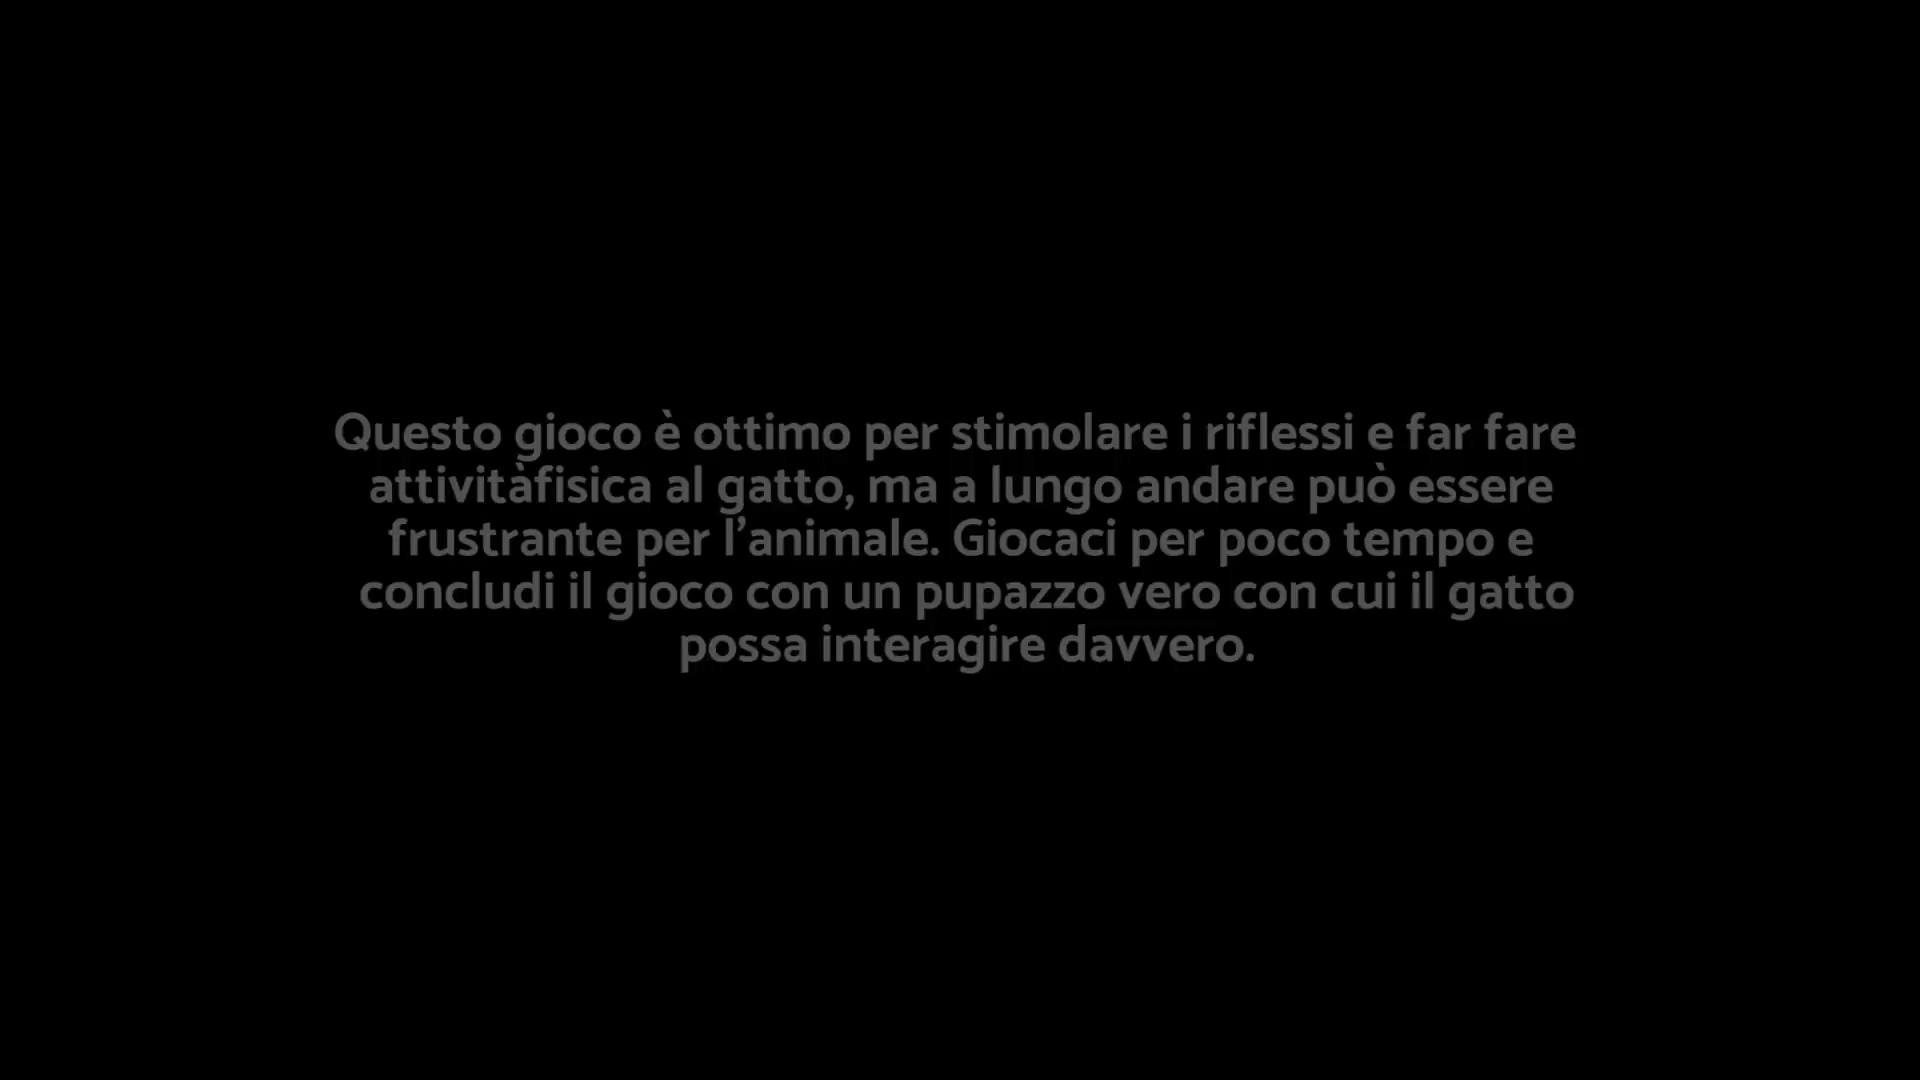 Questo gioco è ottimo per stimolare i riflessi e far fare
attivitàfisica al gatto, ma a lungo andare può essere
frustrante per l’animale. Giocaci per poco tempo e
concludi il gioco con un pupazzo vero con cui il gatto
possa interagire davvero.